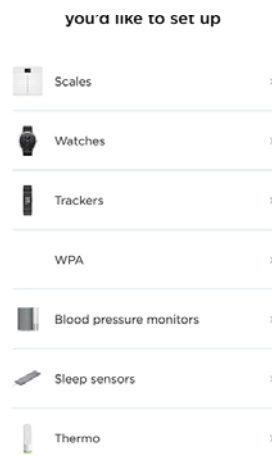 you'd like to set up
Scales
Watches
Trackers
WPA
Blood pressure monitors
Sleep sensors
Thermo